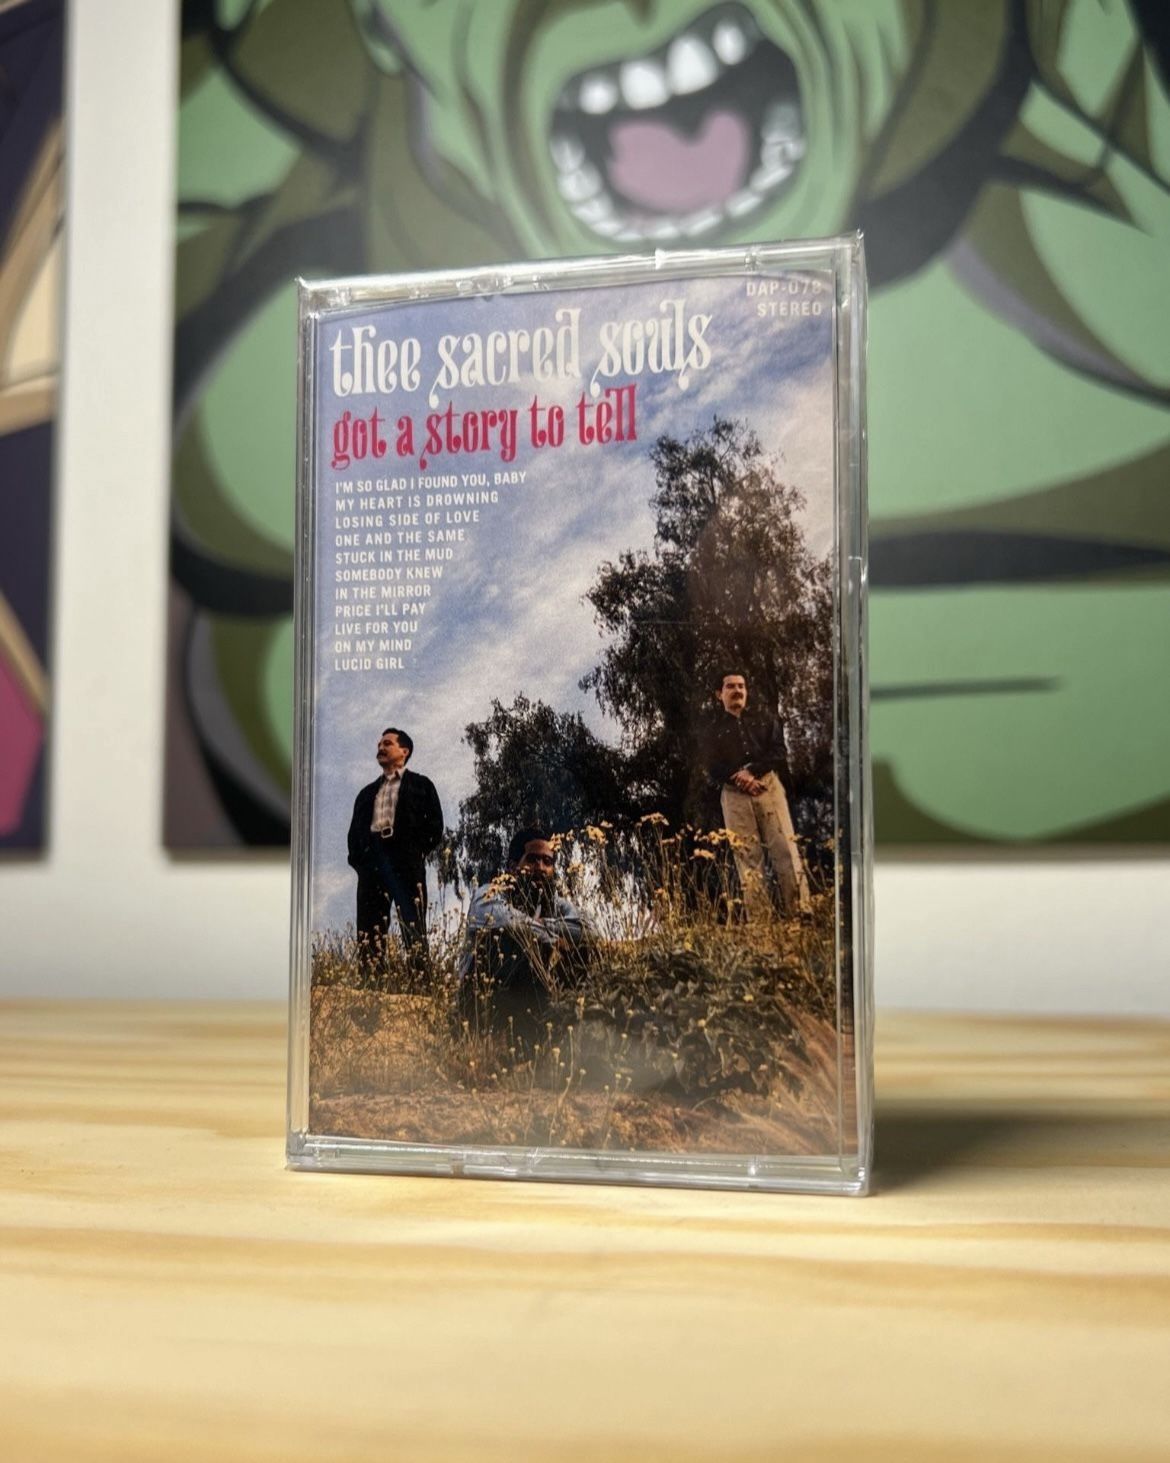 DAP-078
STEREO
thee sacred souls
got a story to tell
I'M SO GLAD I FOUND YOU, BABY
MY HEART IS DROWNING
LOSING SIDE OF LOVE
ONE AND THE SAME
STUCK IN THE MUD
SOMEBODY KNEW
IN THE MIRROR
PRICE I'LL PAY
LIVE FOR YOU
ON MY MIND
LUCID GIRL